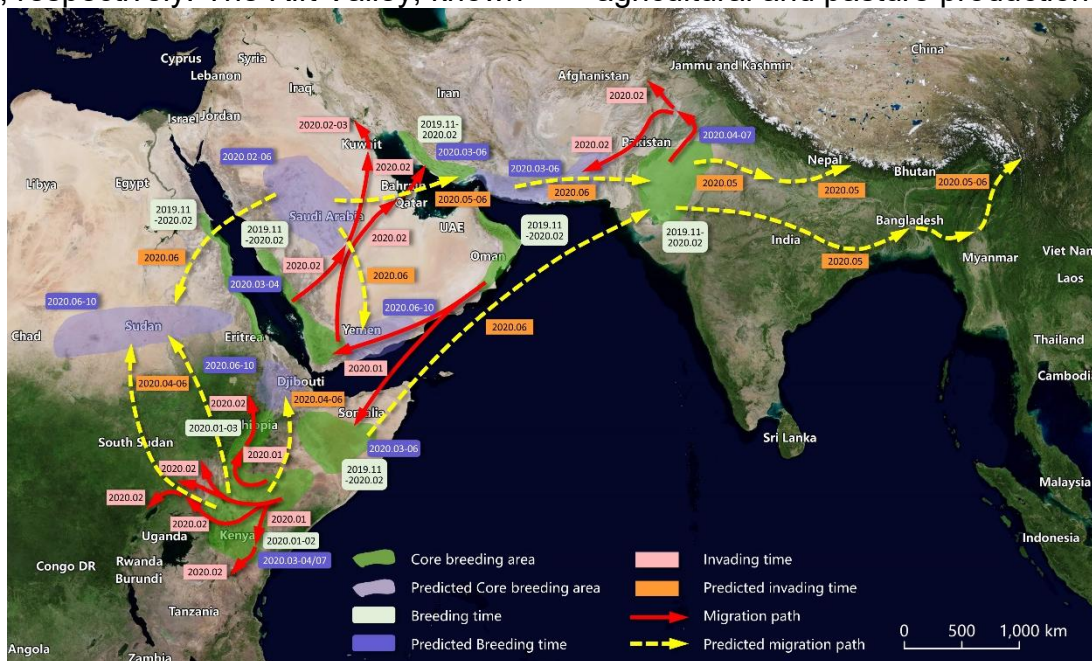 , respectively. The Rift Valley, known
agricultural and pasture production
Cyprus
Syria
Lebanon
Israel
Jordan
Iraq
Iran
Afghanistan
Jammu and Kashmir
China
2020.02
2020.02-03
Kuwait
2019.11-
2020.02
2020.03-06
2020.02
Pakistan
2020.04-07
2020.02-06
2020.02
2020.03-06
Nepal
Bhutan
Libya
Egypt
Bahrain
Qatar
2020.05-06
2020.06
2020.05
2020.05
2020.05-06
2019.11
-2020.02
Saudi Arabia
UAE
Bangladesh
2019.11
-2020.02
2020.02
2019.11
-2020.02
2019.11-
2020.02
India
2020.05
Myanmar
Viet Nam
Laos
2020.06
2020.02
2020.06
Oman
2020.03-04
2020.06-10
2020.06-10
2020.06
Chad
Sudan
Eritrea
Yemen
Thailand
2020.06-10
Djibouti
2020.01
Cambodia
2020.04-06
2020.02
2020.04-06
Somalia
2020.01-03
South Sudan
2020.03-06
Sri Lanka
2020.02
2020.01
2019.11
-2020.02
Malaysia
2020.02
2020.02
2020.01
Uganda
Kenya
2020.01-02
Indonesia
Congo DR
Rwanda
Burundi
2020.02
2020.03-04/07
Tanzania
Angola
Zambia
Core breeding area
Predicted Core breeding area
Breeding time
Predicted Breeding time
Invading time
Predicted invading time
Migration path
Predicted migration path
0 500 1,000 km